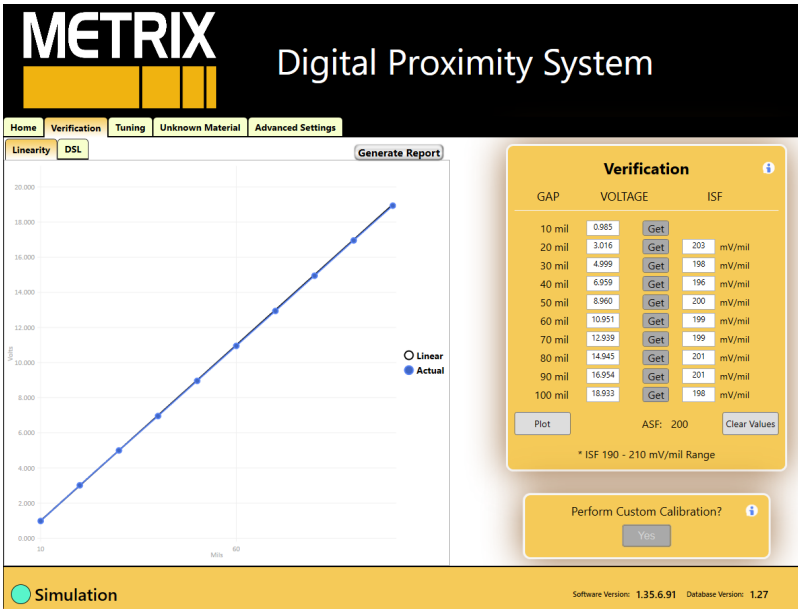 METRIX
Digital Proximity System
Home Verification Tuning Unknown Material Advanced Settings
Linearity DSL
Generate Report
20.000
18.000
16.000
14.000
12.000
10.000
8.000
6.000
4.000
2.000
0.000
Volts
10 60
Mils
Linear
Actual
Verification
GAP VOLTAGE ISF
10 mil 0.985 Get
20 mil 3.016 Get 203 mV/mil
30 mil 4.999 Get 198 mV/mil
40 mil 6.959 Get 196 mV/mil
50 mil 8.960 Get 200 mV/mil
60 mil 10.951 Get 199 mV/mil
70 mil 12.939 Get 199 mV/mil
80 mil 14.945 Get 201 mV/mil
90 mil 16.954 Get 201 mV/mil
100 mil 18.933 Get 198 mV/mil
Plot ASF: 200 Clear Values
* ISF 190 - 210 mV/mil Range
Perform Custom Calibration?
Yes
Simulation
Software Version: 1.35.6.91 Database Version: 1.27